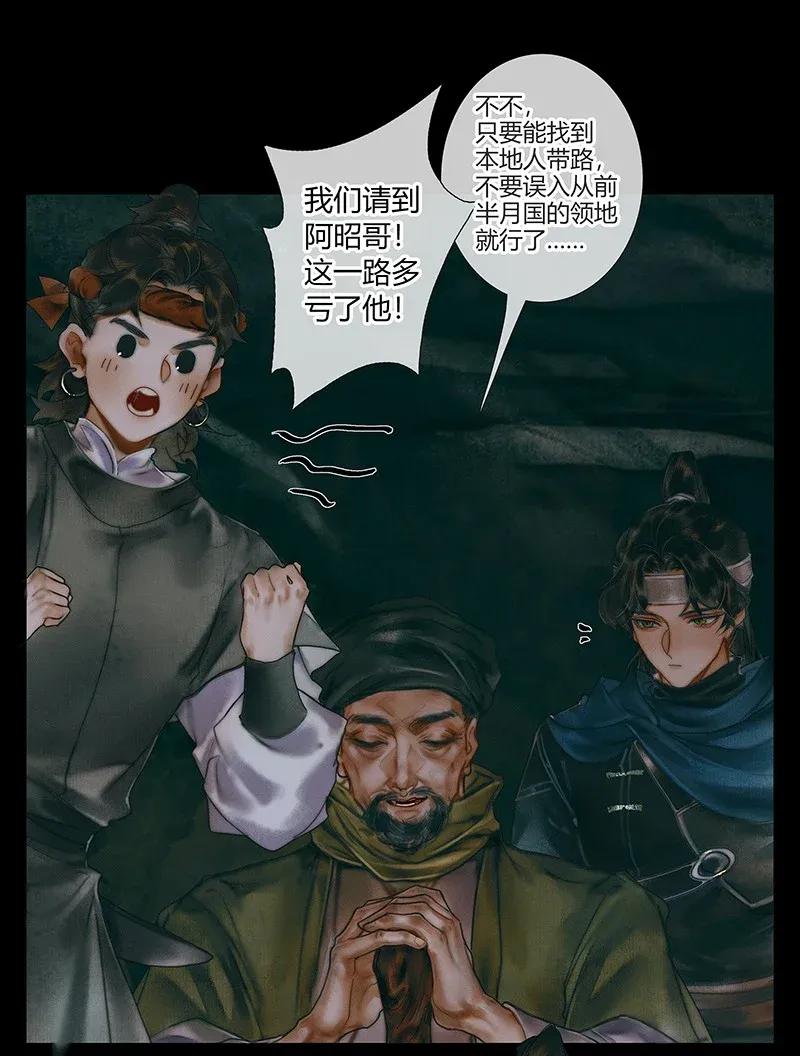 不不，
只要能找到
本地人带路，
不要误入从前
半月国的领地
就行了……
我们请到
阿昭哥！
这一路多
亏了他！